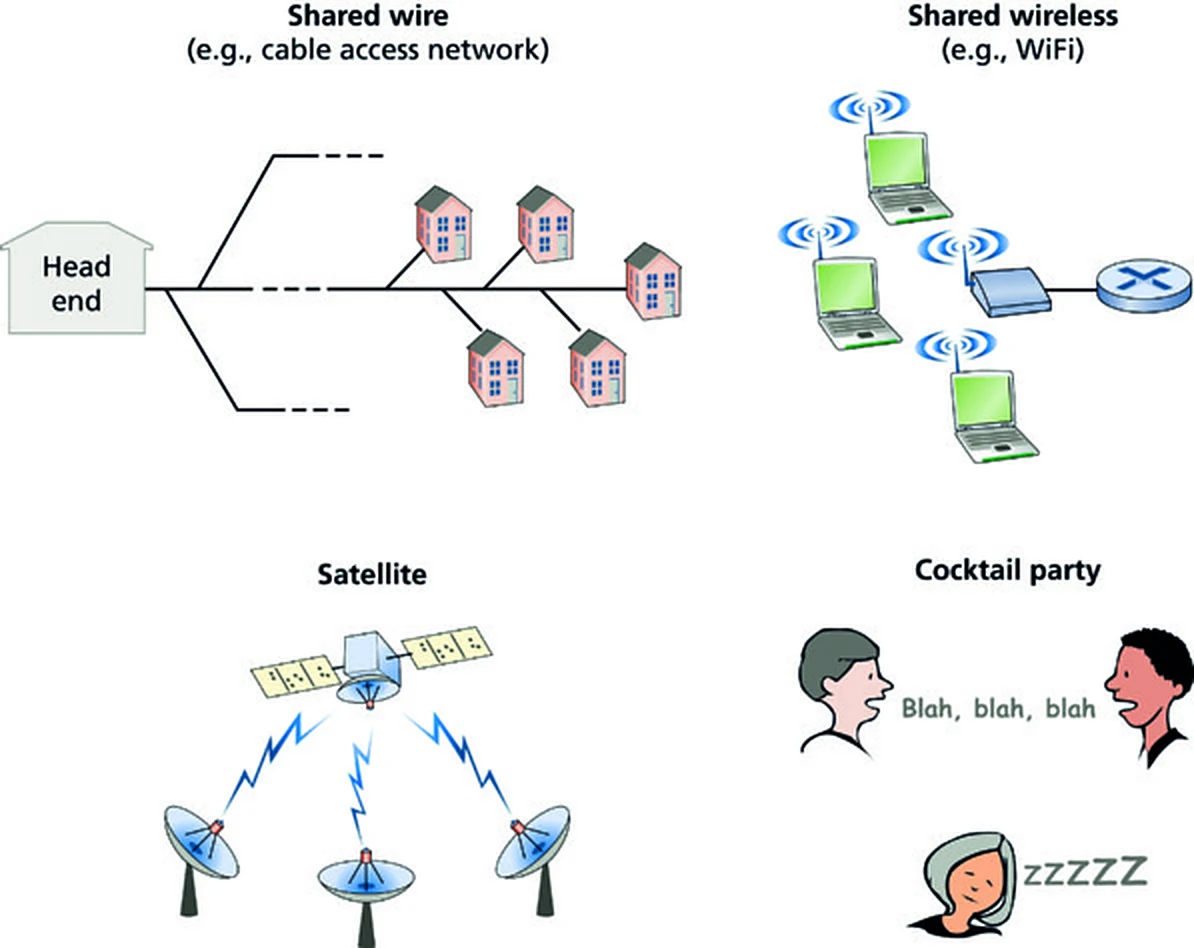 Shared wire
(e.g., cable access network)
Shared wireless
(e.g., WiFi)
Head
end
Satellite
Cocktail party
Blah, blah, blah
zzzzz